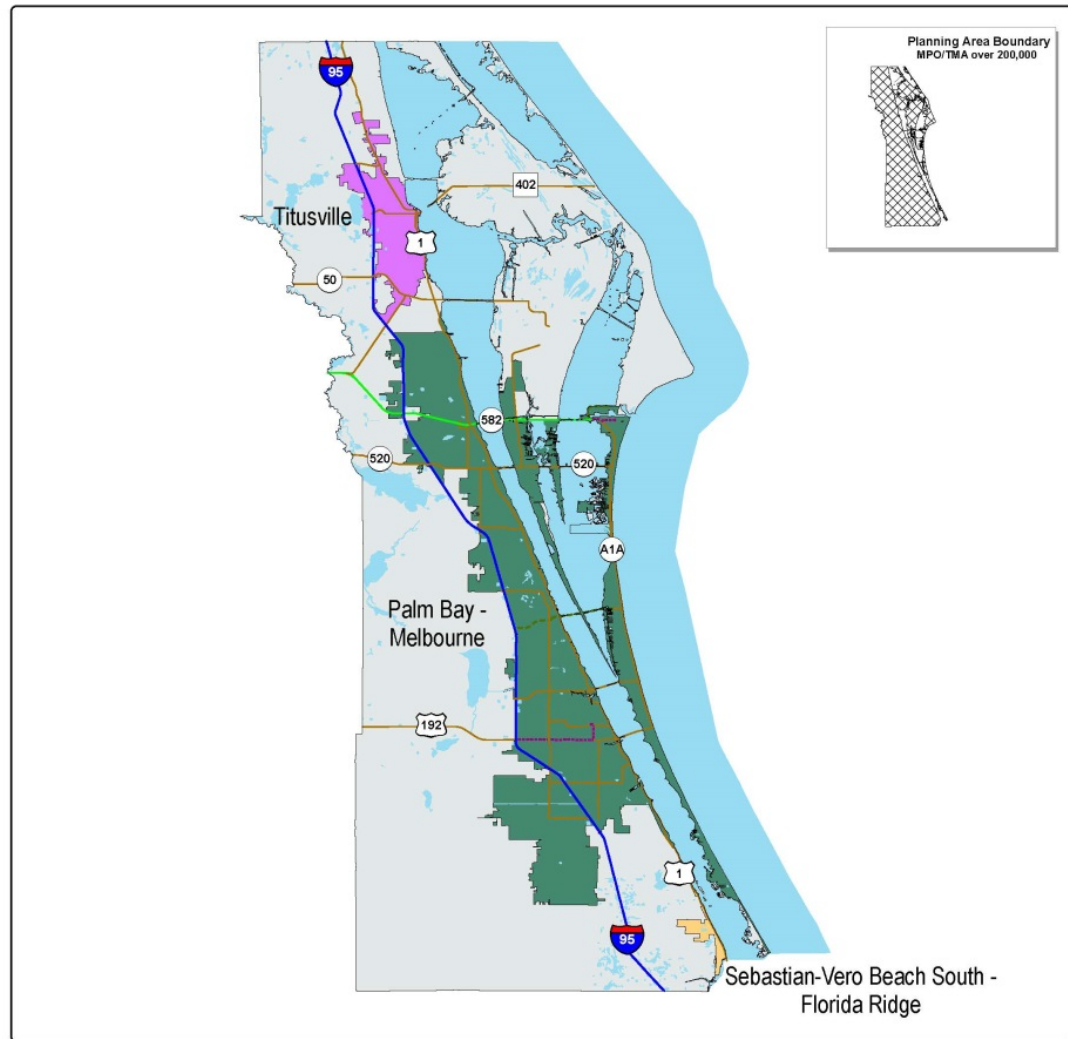 Planning Area Boundary
MPO/TMA over 200,000
95
402
Titusville
1
50
582
520
520
A1A
Palm Bay -
Melbourne
192
1
95
Sebastian-Vero Beach South -
Florida Ridge